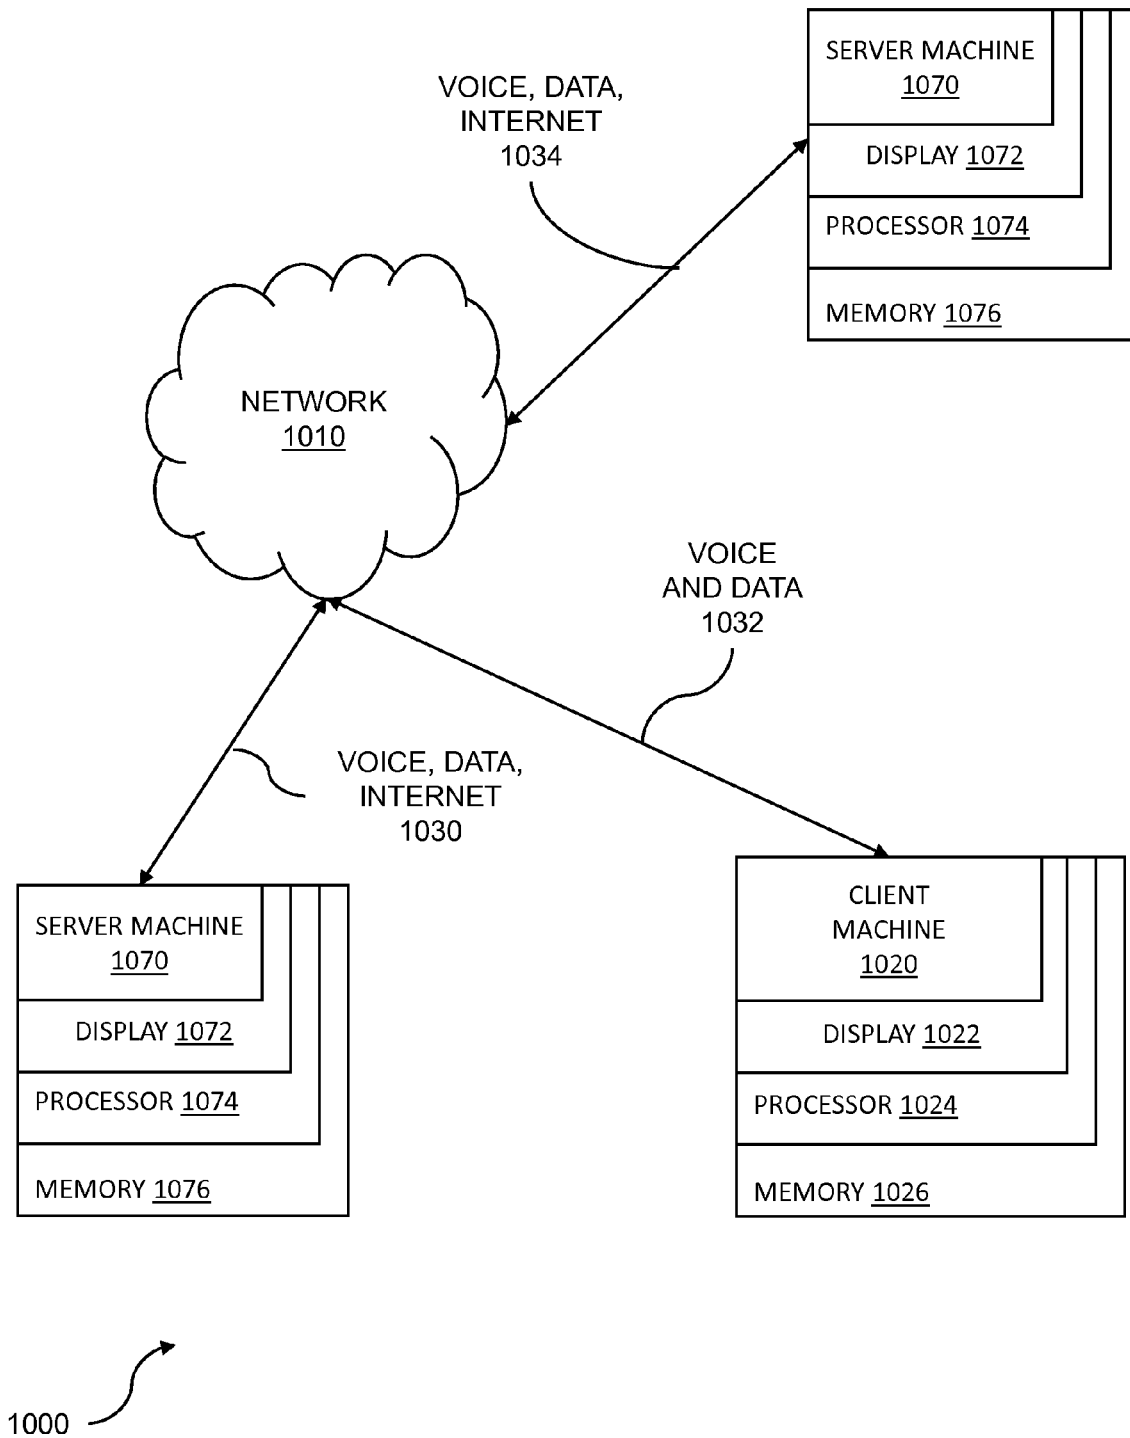 SERVER MACHINE
1070
DISPLAY 1072
PROCESSOR 1074
MEMORY 1076
VOICE, DATA,
INTERNET
1034
NETWORK
1010
VOICE
AND DATA
1032
VOICE, DATA,
INTERNET
1030
SERVER MACHINE
1070
DISPLAY 1072
PROCESSOR 1074
MEMORY 1076
CLIENT
MACHINE
1020
DISPLAY 1022
PROCESSOR 1024
MEMORY 1026
1000